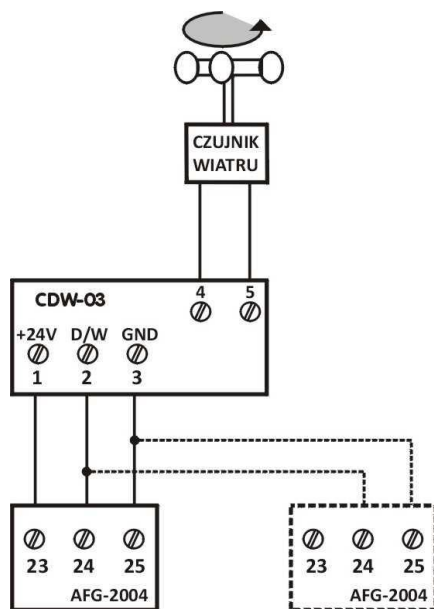 CZUJNIK
WIATRU
CDW-03
4 5
+24V D/W GND
1 2 3
23 24 25
AFG-2004
23 24 25
AFG-2004